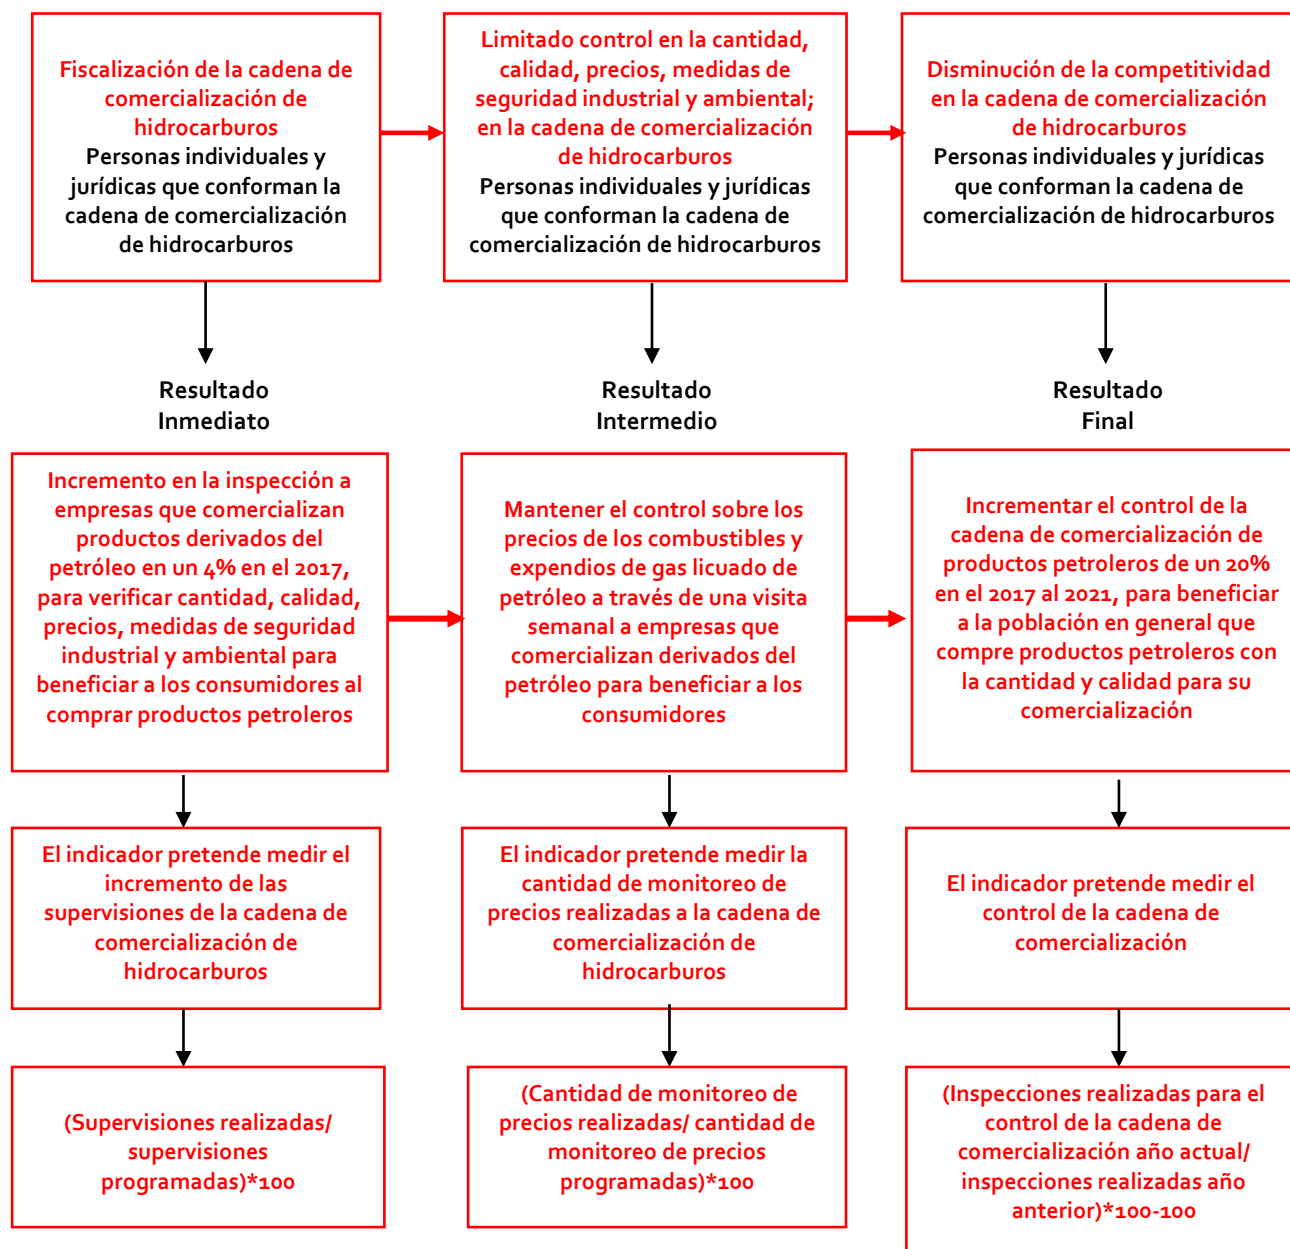 Fiscalización de la cadena de
comercialización de
hidrocarburos
Personas individuales y
jurídicas que conforman la
cadena de comercialización
de hidrocarburos
Limitado control en la cantidad,
calidad, precios, medidas de
seguridad industrial y ambiental;
en la cadena de comercialización
de hidrocarburos
Personas individuales y jurídicas
que conforman la cadena de
comercialización de hidrocarburos
Disminución de la competitividad
en la cadena de comercialización
de hidrocarburos
Personas individuales y jurídicas
que conforman la cadena de
comercialización de hidrocarburos
Resultado
Inmediato
Resultado
Intermedio
Resultado
Final
Incremento en la inspección a
empresas que comercializan
productos derivados del
petróleo en un 4% en el 2017,
para verificar cantidad, calidad,
precios, medidas de seguridad
industrial y ambiental para
beneficiar a los consumidores al
comprar productos petroleros
Mantener el control sobre los
precios de los combustibles y
expendios de gas licuado de
petróleo a través de una visita
semanal a empresas que
comercializan derivados del
petróleo para beneficiar a los
consumidores
Incrementar el control de la
cadena de comercialización de
productos petroleros de un 20%
en el 2017 al 2021, para beneficiar
a la población en general que
compre productos petroleros con
la cantidad y calidad para su
comercialización
El indicador pretende medir el
incremento de las
supervisiones de la cadena de
comercialización de
hidrocarburos
El indicador pretende medir la
cantidad de monitoreo de
precios realizadas a la cadena de
comercialización de
hidrocarburos
El indicador pretende medir el
control de la cadena de
comercialización
(Supervisiones realizadas/
supervisiones
programadas)*100
(Cantidad de monitoreo de
precios realizadas/ cantidad de
monitoreo de precios
programadas)*100
(Inspecciones realizadas para el
control de la cadena de
comercialización año actual/
inspecciones realizadas año
anterior)*100-100